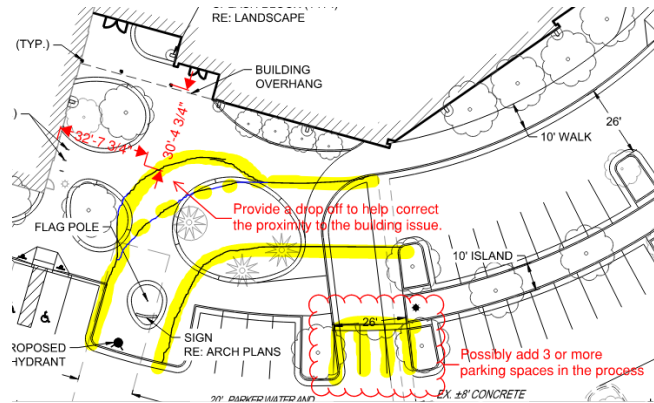 RE: LANDSCAPE
(TYP.)
BUILDING
OVERHANG
32'-7 3/4"
30'-4 3/4"
10' WALK
26'
Provide a drop off to help correct
the proximity to the building issue.
FLAG POLE
10' ISLAND
26'
SIGN
RE: ARCH PLANS
ROPOSED
HYDRANT
Possibly add 3 or more
parking spaces in the process
20' PARKER WATER AND
EX. ±8' CONCRETE